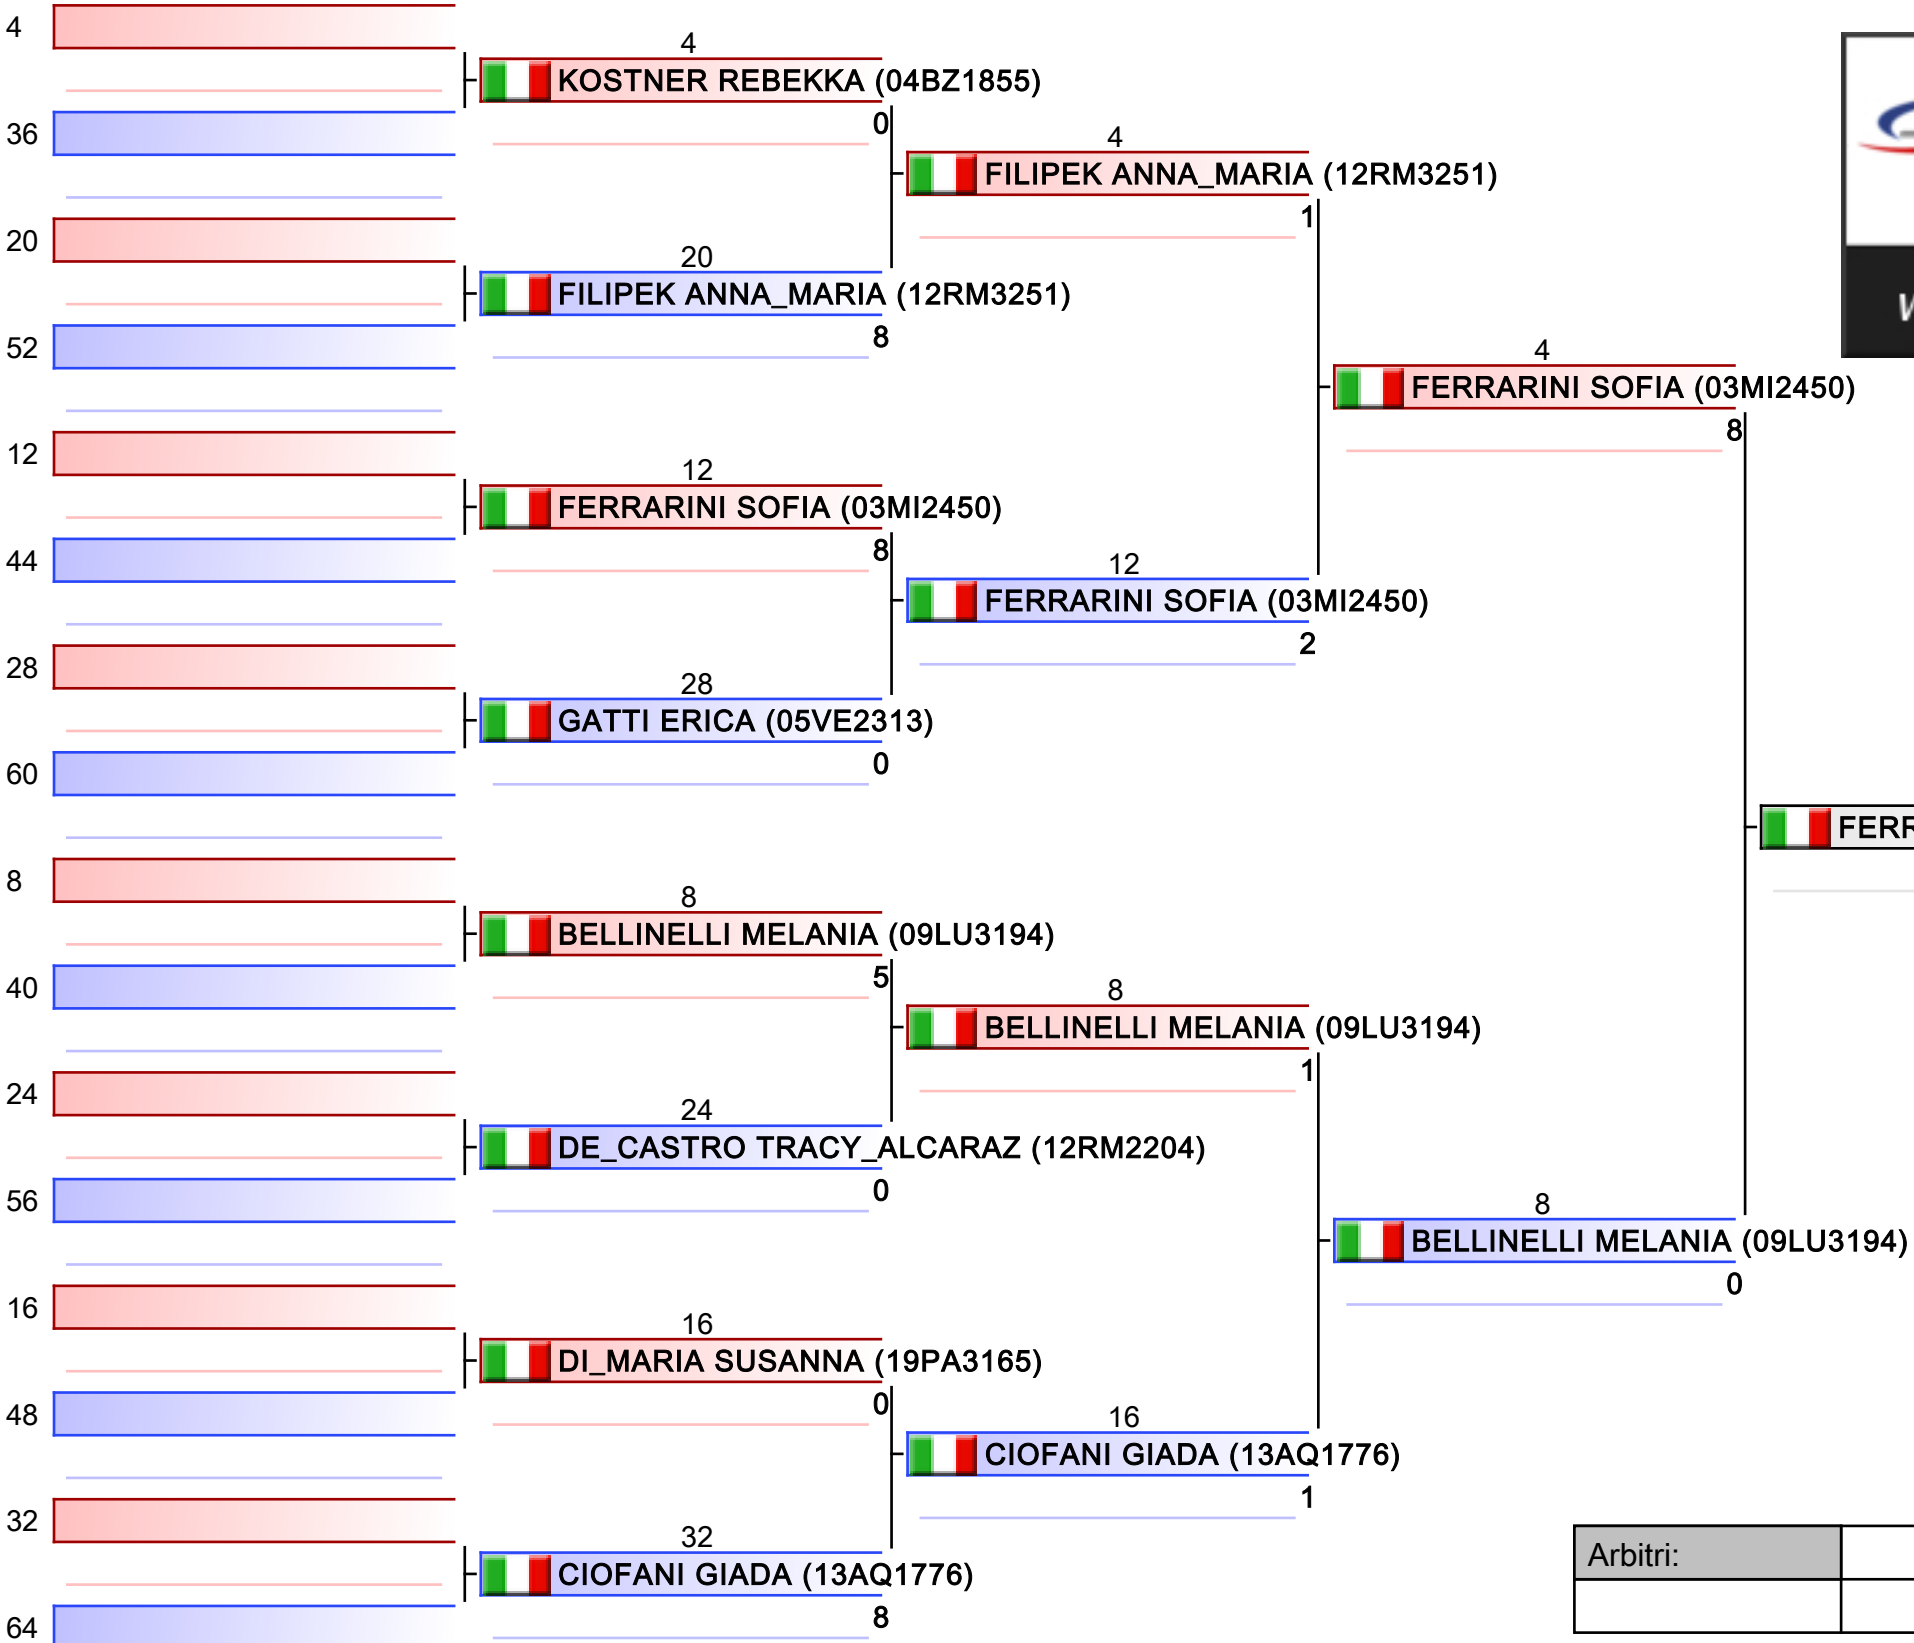 4
36
20
52
12
44
28
60
8
40
24
56
16
48
32
64
4
KOSTNER REBEKKA (04BZ1855)
0
20
FILIPEK ANNA_MARIA (12RM3251)
8
12
FERRARINI SOFIA (03MI2450)
8
28
GATTI ERICA (05VE2313)
0
8
BELLINELLI MELANIA (09LU3194)
5
24
DE_CASTRO TRACY_ALCARAZ (12RM2204)
0
16
DI_MARIA SUSANNA (19PA3165)
0
32
CIOFANI GIADA (13AQ1776)
8
4
FILIPEK ANNA_MARIA (12RM3251)
1
12
FERRARINI SOFIA (03MI2450)
2
8
BELLINELLI MELANIA (09LU3194)
1
16
CIOFANI GIADA (13AQ1776)
1
4
FERRARINI SOFIA (03MI2450)
8
8
BELLINELLI MELANIA (09LU3194)
0
Arbitri: